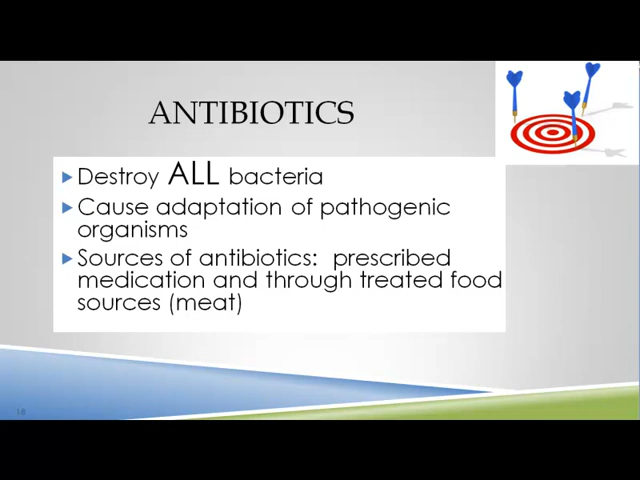 ANTIBIOTICS
Destroy ALL bacteria
Cause adaptation of pathogenic
organisms
Sources of antibiotics: prescribed
medication and through treated food
sources (meat)
18